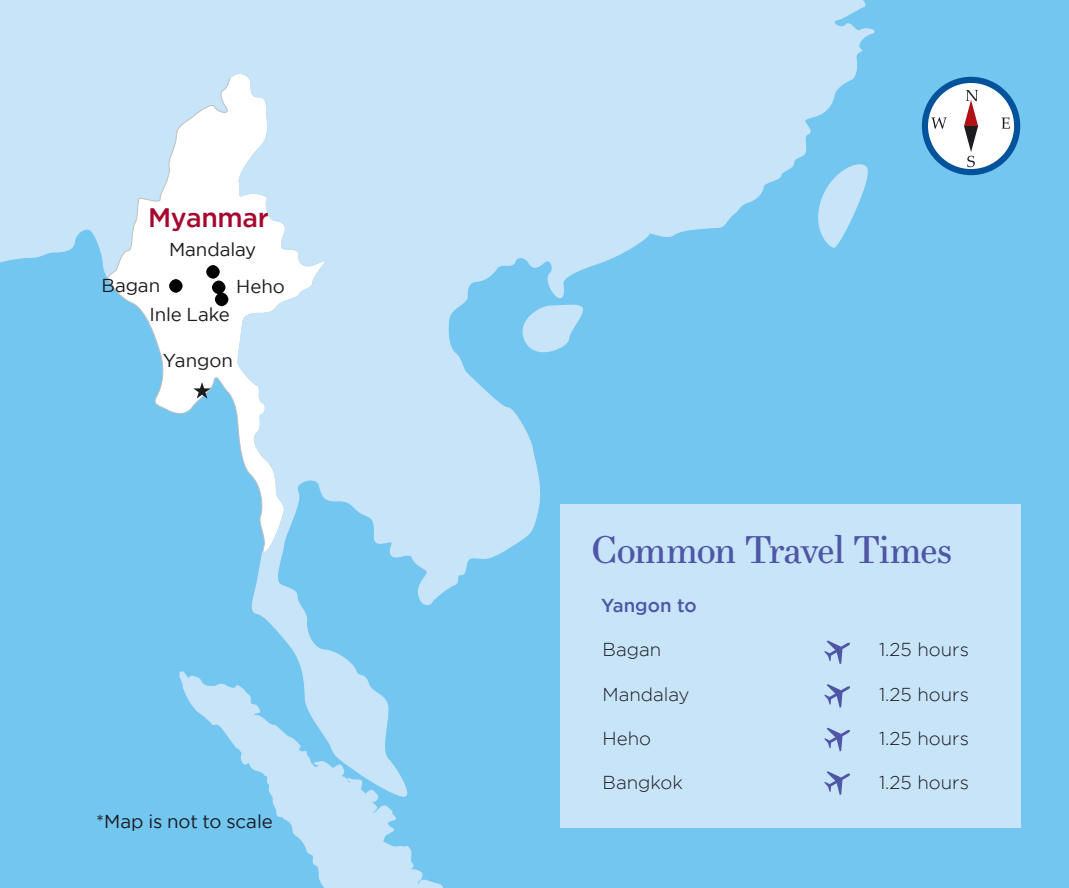 N
W E
S
Myanmar
Mandalay
Bagan Heho
Inle Lake
Yangon
Common Travel Times
Yangon to
Bagan 1.25 hours
Mandalay 1.25 hours
Heho 1.25 hours
Bangkok 1.25 hours
*Map is not to scale